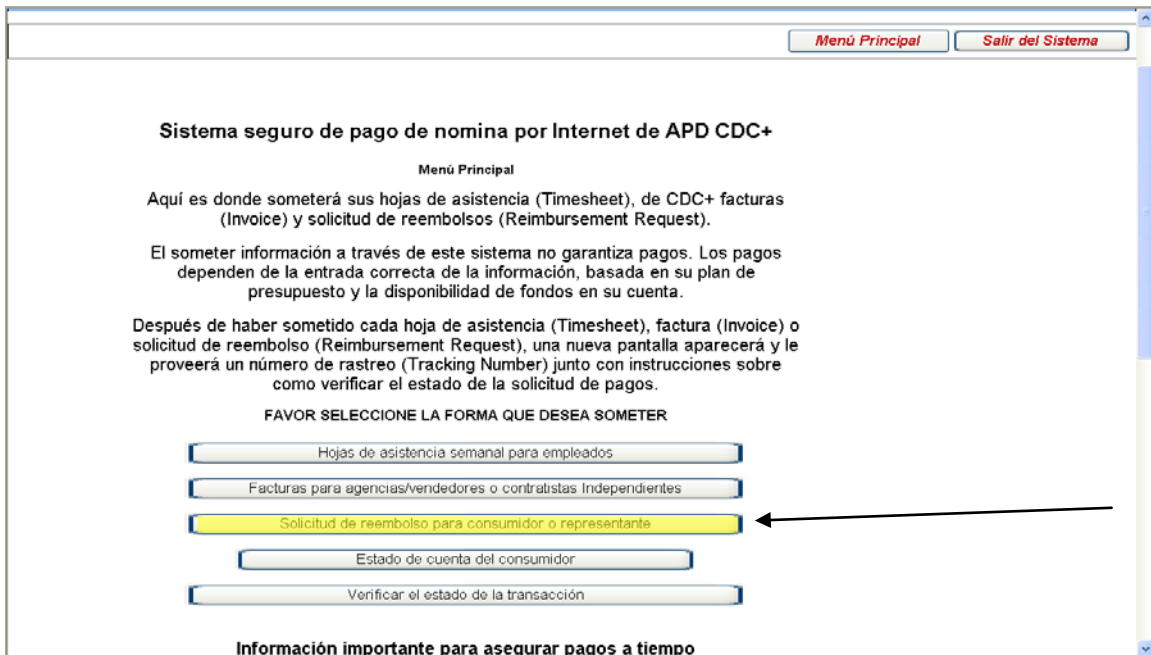 Menú Principal
Salir del Sistema
Sistema seguro de pago de nomina por Internet de APD CDC+
Menú Principal
Aquí es donde someterá sus hojas de asistencia (Timesheet), de CDC+ facturas
(Invoice) y solicitud de reembolsos (Reimbursement Request).
El someter información a través de este sistema no garantiza pagos. Los pagos
dependen de la entrada correcta de la información, basada en su plan de
presupuesto y la disponibilidad de fondos en su cuenta.
Después de haber sometido cada hoja de asistencia (Timesheet), factura (Invoice) o
solicitud de reembolso (Reimbursement Request), una nueva pantalla aparecerá y le
proveerá un número de rastreo (Tracking Number) junto con instrucciones sobre
como verificar el estado de la solicitud de pagos.
FAVOR SELECCIONE LA FORMA QUE DESEA SOMETER
Hojas de asistencia semanal para empleados
Facturas para agencias/vendedores o contratistas Independientes
Solicitud de reembolso para consumidor o representante
Estado de cuenta del consumidor
Verificar el estado de la transacción
Información importante para asegurar pagos a tiempo